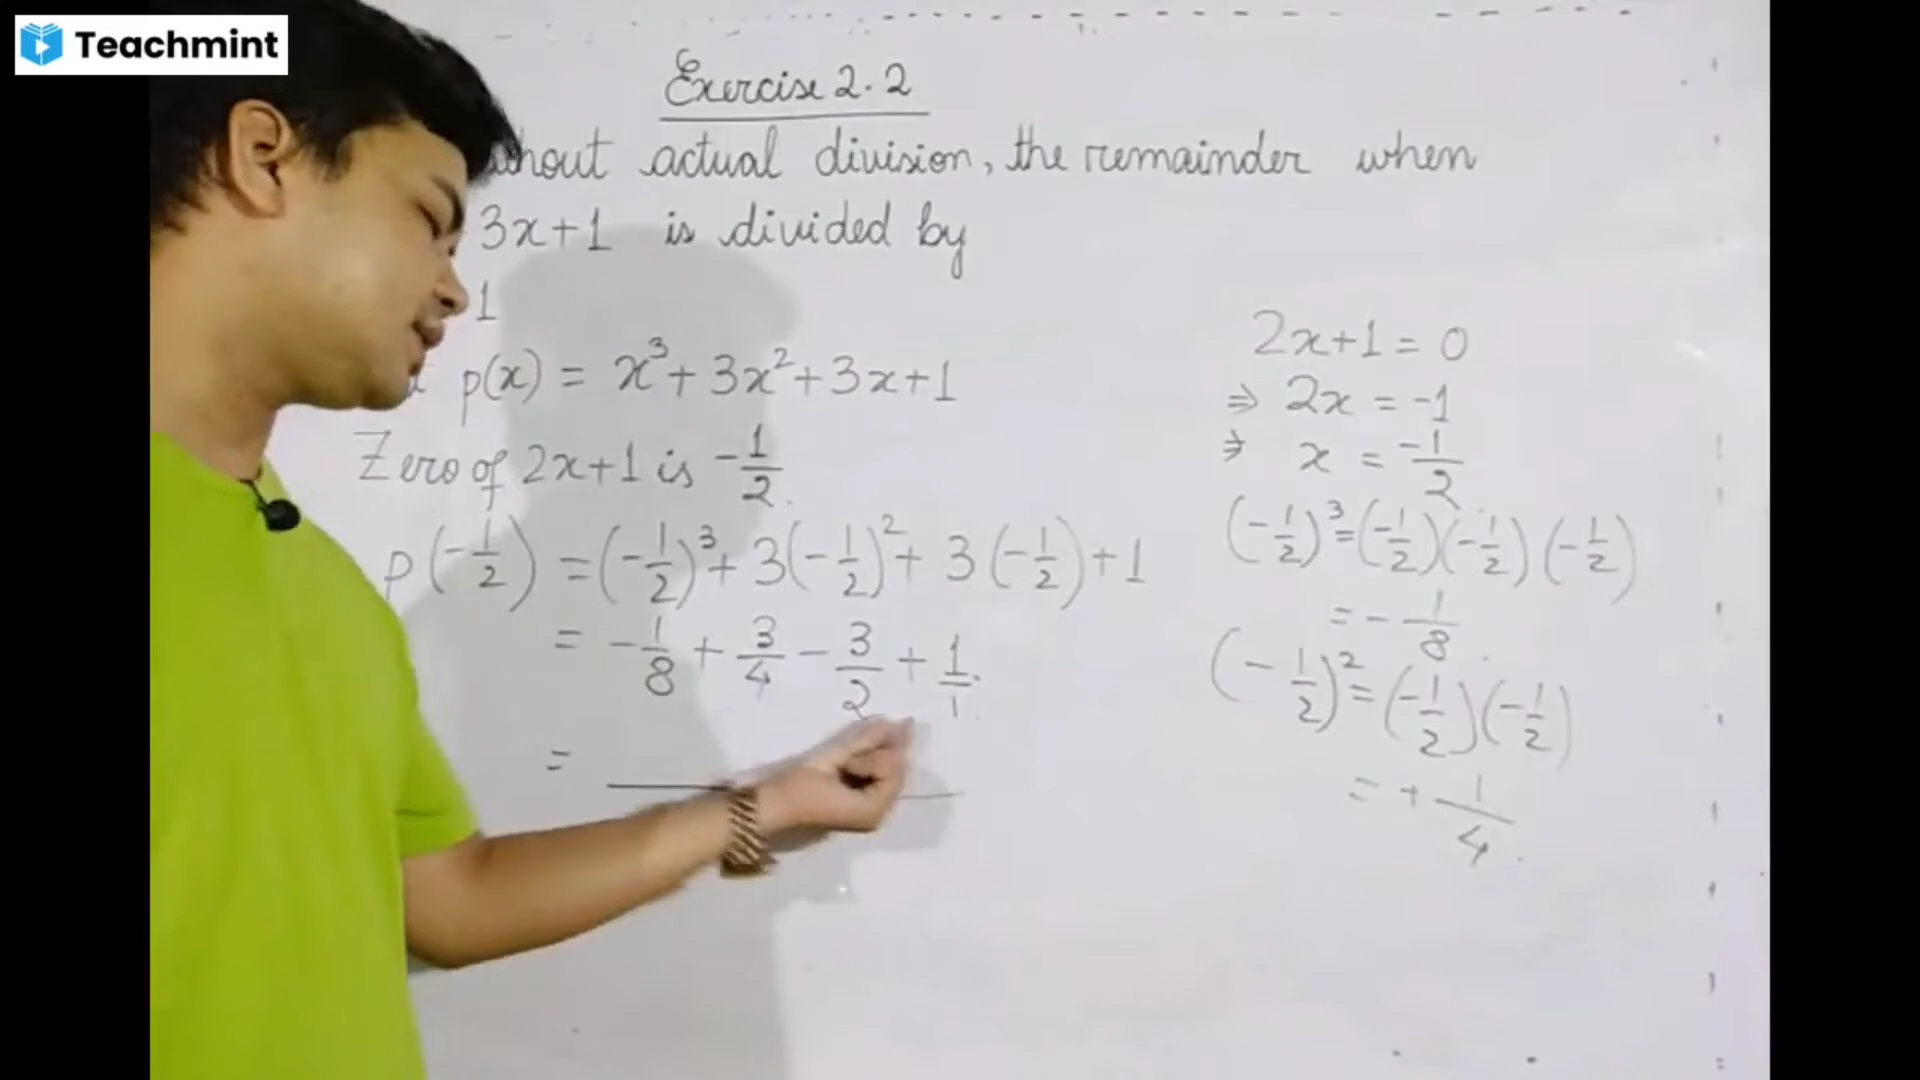 Teachmint
Exercise 2.2
actual division, the remainder when
3x+1 is divided by
1
p(x) = x³ + 3x² + 3x + 1
Zero of 2x+1 is -1/2.
p(-1/2) = (-1/2)³ + 3(-1/2)² + 3(-1/2) + 1
= -1/8 + 3/4 - 3/2 + 1/1.
=
2x+1 = 0
⇒ 2x = -1
⇒ x = -1/2
(-1/2)³ = (-1/2)(-1/2)(-1/2)
= -1/8.
(-1/2)² = (-1/2)(-1/2)
= + 1/4.